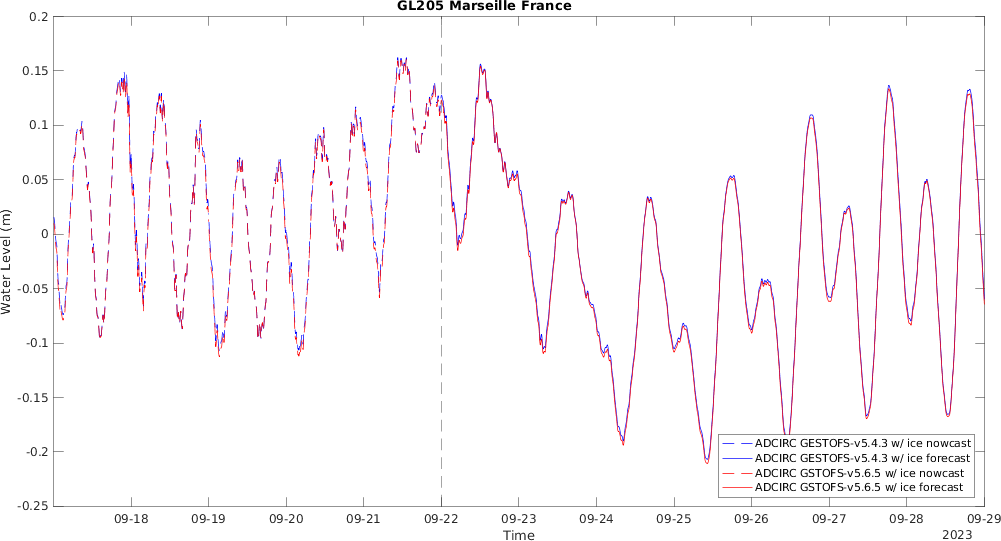 GL205 Marseille France
0.2
0.15
0.1
0.05
0
-0.05
-0.1
-0.15
-0.2
-0.25
Water Level (m)
ADCIRC GESTOFS-v5.4.3 w/ ice nowcast
ADCIRC GESTOFS-v5.4.3 w/ ice forecast
ADCIRC GSTOFS-v5.6.5 w/ ice nowcast
ADCIRC GSTOFS-v5.6.5 w/ ice forecast
09-18 09-19 09-20 09-21 09-22 09-23 09-24 09-25 09-26 09-27 09-28 09-29
Time
2023